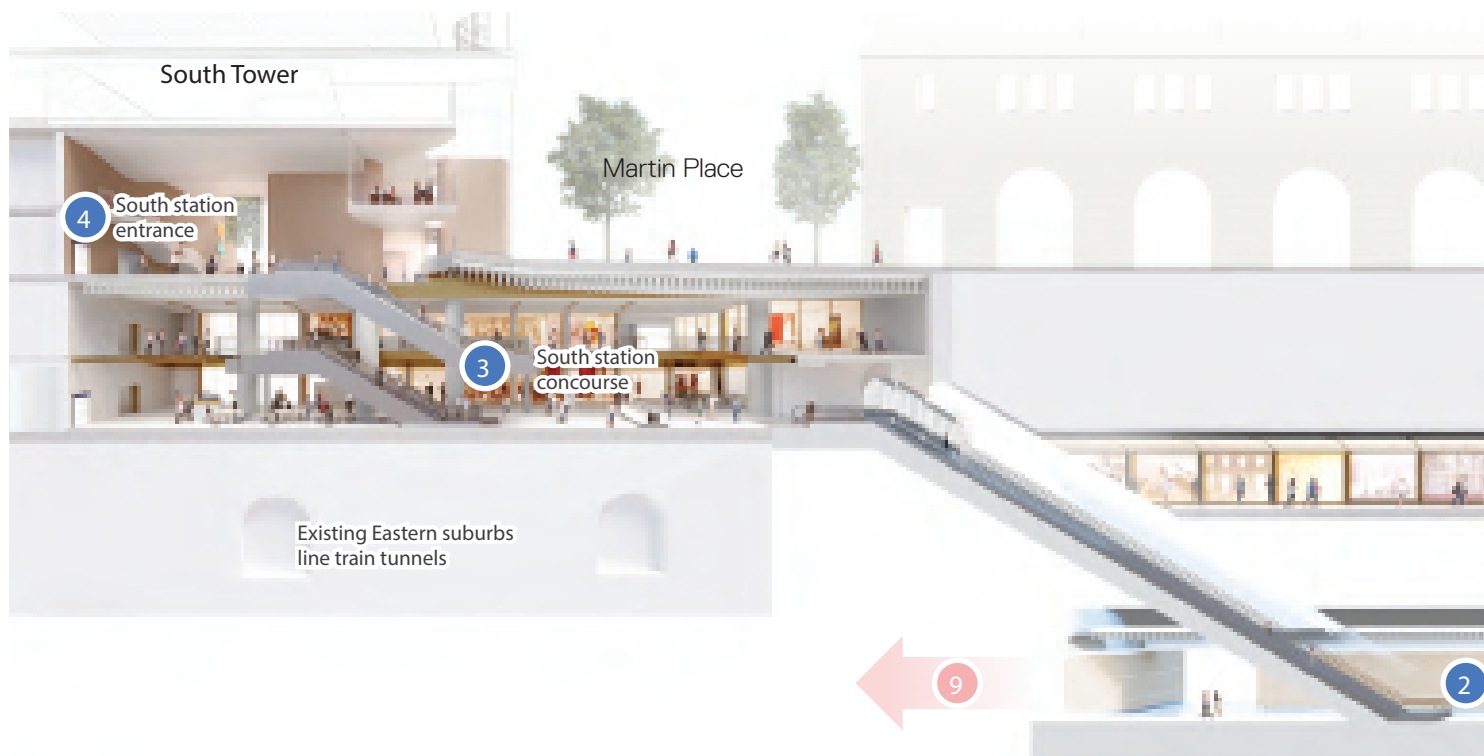 South Tower
Martin Place
4
South station
entrance
3
South station
concourse
Existing Eastern suburbs
line train tunnels
9
2